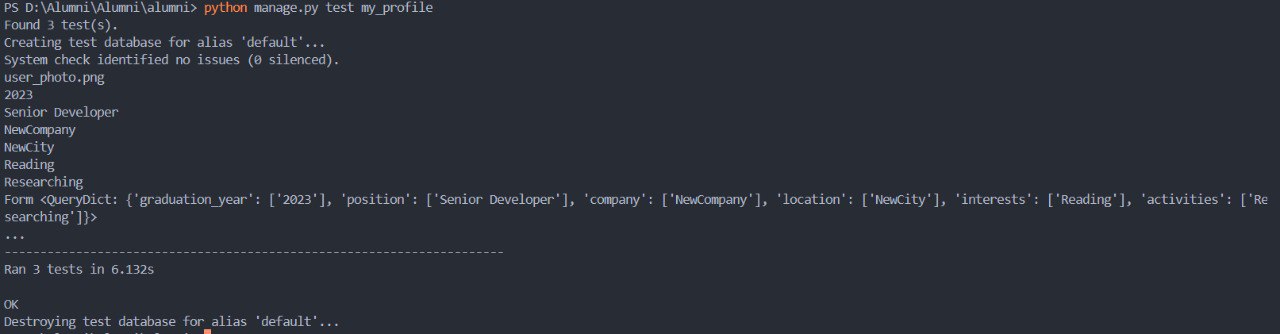 PS D:\Alumni\Alumni\alumni> python manage.py test my_profile
Found 3 test(s).
Creating test database for alias 'default'...
System check identified no issues (0 silenced).
user_photo.png
2023
Senior Developer
NewCompany
NewCity
Reading
Researching
Form <QueryDict: {'graduation_year': ['2023'], 'position': ['Senior Developer'], 'company': ['NewCompany'], 'location': ['NewCity'], 'interests': ['Reading'], 'activities': ['Re
searching']}>
...
----------------------------------------------------------------------
Ran 3 tests in 6.132s
OK
Destroying test database for alias 'default'...